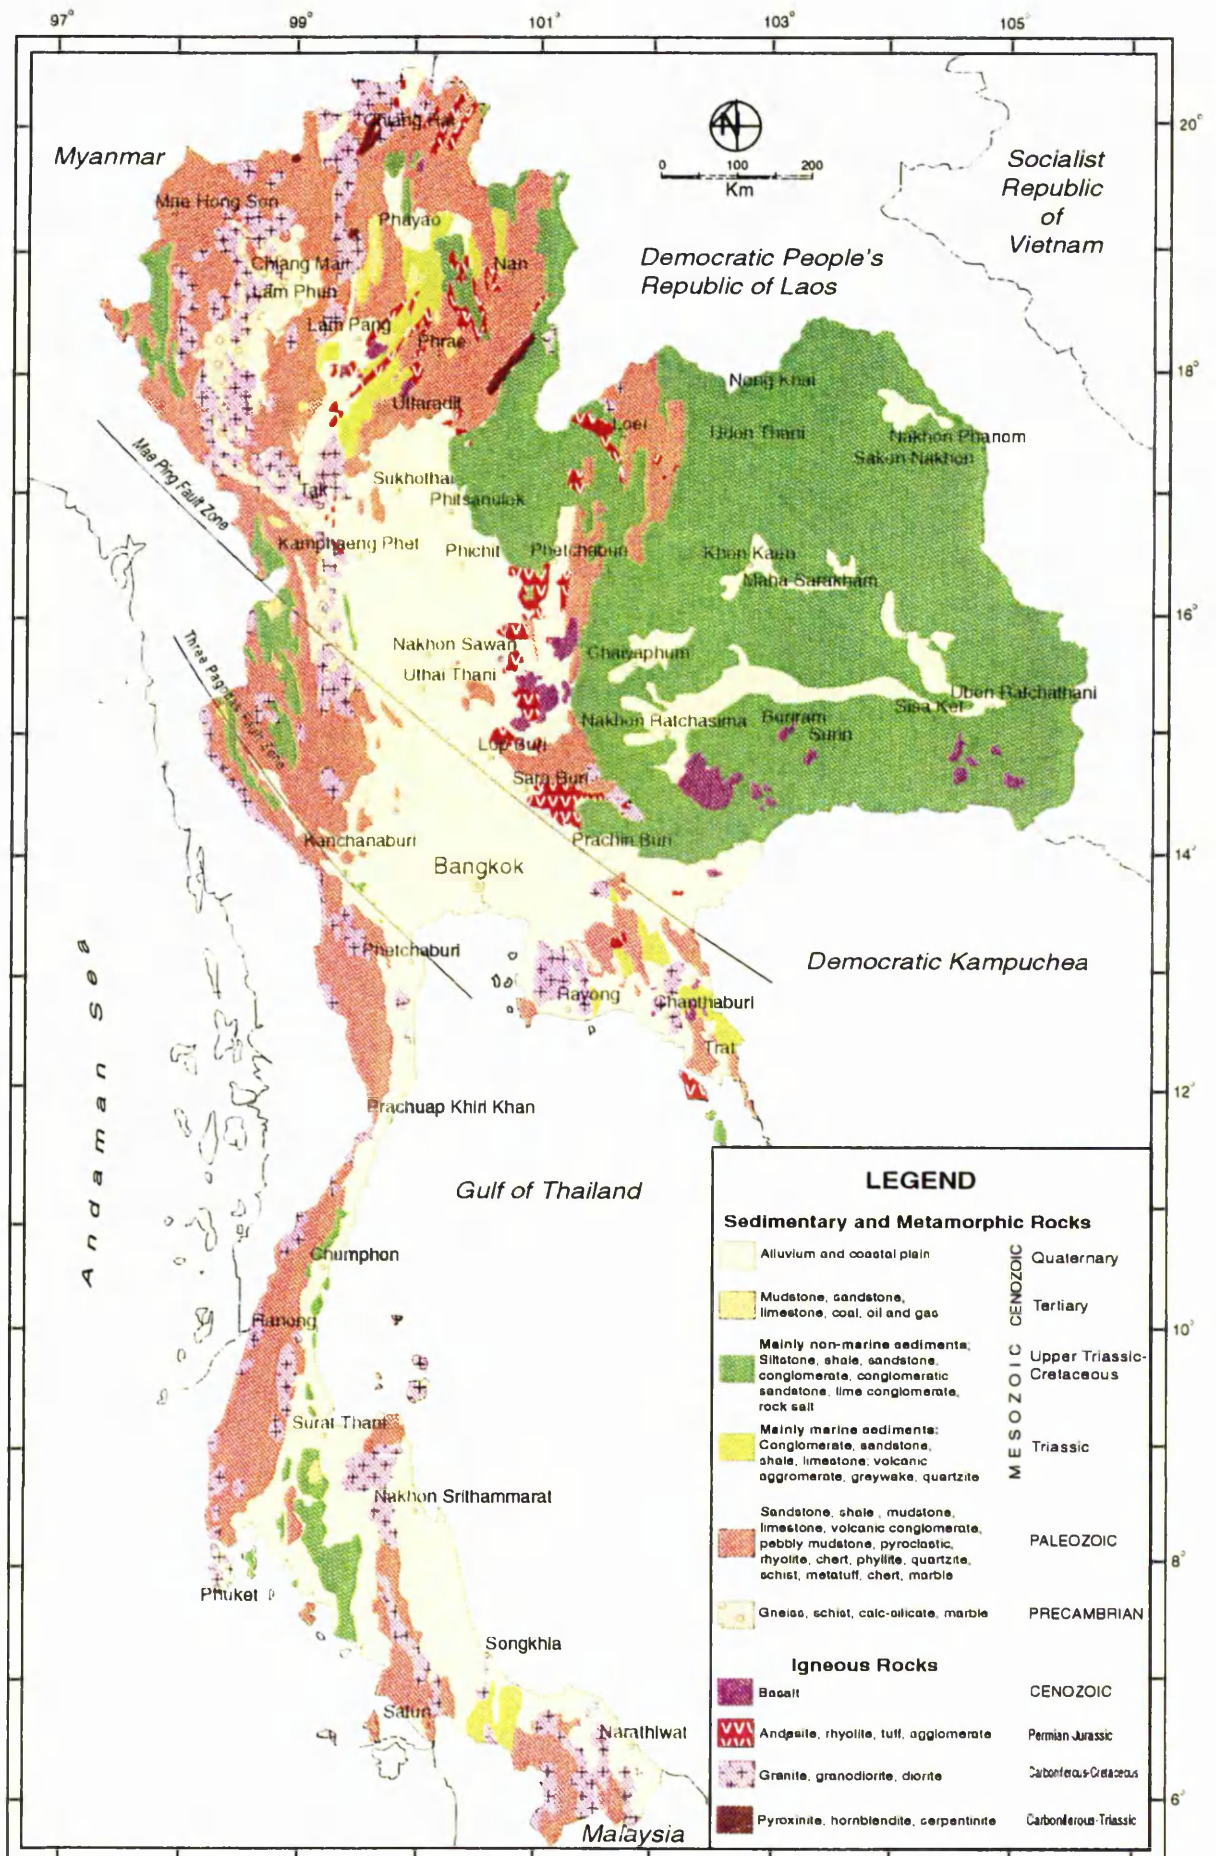 97°
99°
101°
103°
105°
20°
18°
16°
14°
12°
10°
8°
6°
N
0 100 200
Km
Myanmar
Socialist
Republic
of
Vietnam
Democratic People's
Republic of Laos
Democratic Kampuchea
Andaman Sea
Gulf of Thailand
Malaysia
Mae Ping Fault Zone
Three Pagodas Fault Zone
Chiang Rai
Mae Hong Son
Phayao
Chiang Mai
Nan
Lam Phun
Lam Pang
Phrae
Uttaradit
Nong Khai
Loei
Udon Thani
Nakhon Phanom
Sakon Nakhon
Tak
Sukhothai
Phitsanulok
Kamphaeng Phet
Phichit
Phetchabun
Khon Kaen
Maha Sarakham
Nakhon Sawan
Chaiyaphum
Uthai Thani
Ubon Ratchathani
Sisa Ket
Nakhon Ratchasima
Buriram
Surin
Lop Buri
Sara Buri
Kanchanaburi
Prachin Buri
Bangkok
Phetchaburi
Rayong
Chanthaburi
Trat
Prachuap Khiri Khan
Chumphon
Ranong
Surat Thani
Nakhon Srithammarat
Phuket
Songkhla
Satun
Narathiwat
LEGEND
Sedimentary and Metamorphic Rocks
Alluvium and coastal plain
Quaternary
Mudstone, sandstone,
limestone, coal, oil and gas
Tertiary
CENOZOIC
Mainly non-marine sediments;
Siltstone, shale, sandstone,
conglomerate, conglomeratic
sandstone, lime conglomerate,
rock salt
Upper Triassic-
Cretaceous
Mainly marine sediments;
Conglomerate, sandstone,
shale, limestone; volcanic
agglomerate, greywake, quartzite
Triassic
MESOZOIC
Sandstone, shale, mudstone,
limestone, volcanic conglomerate,
pebbly mudstone, pyroclastic,
rhyolite, chert, phyllite, quartzite,
schist, metatuff, chert, marble
PALEOZOIC
Gneiss, schist, calc-silicate, marble
PRECAMBRIAN
Igneous Rocks
Basalt
CENOZOIC
Andesite, rhyolite, tuff, agglomerate
Permian-Jurassic
Granite, granodiorite, diorite
Carboniferous-Cretaceous
Pyroxinite, hornblendite, serpentinite
Carboniferous-Triassic